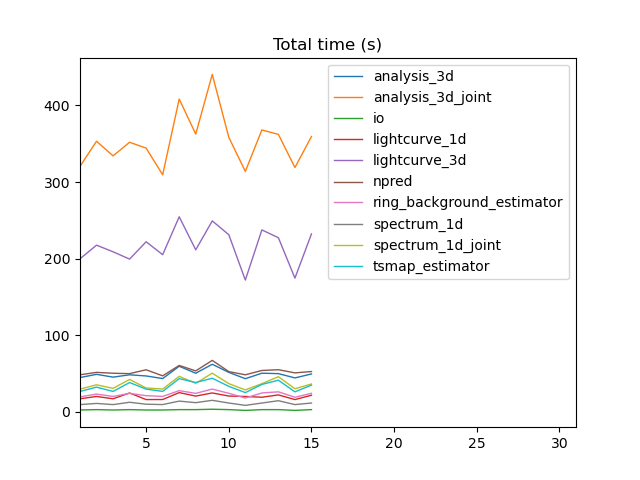 Total time (s)
analysis_3d
analysis_3d_joint
io
lightcurve_1d
lightcurve_3d
npred
ring_background_estimator
spectrum_1d
spectrum_1d_joint
tsmap_estimator
400
300
200
100
0
5 10 15 20 25 30